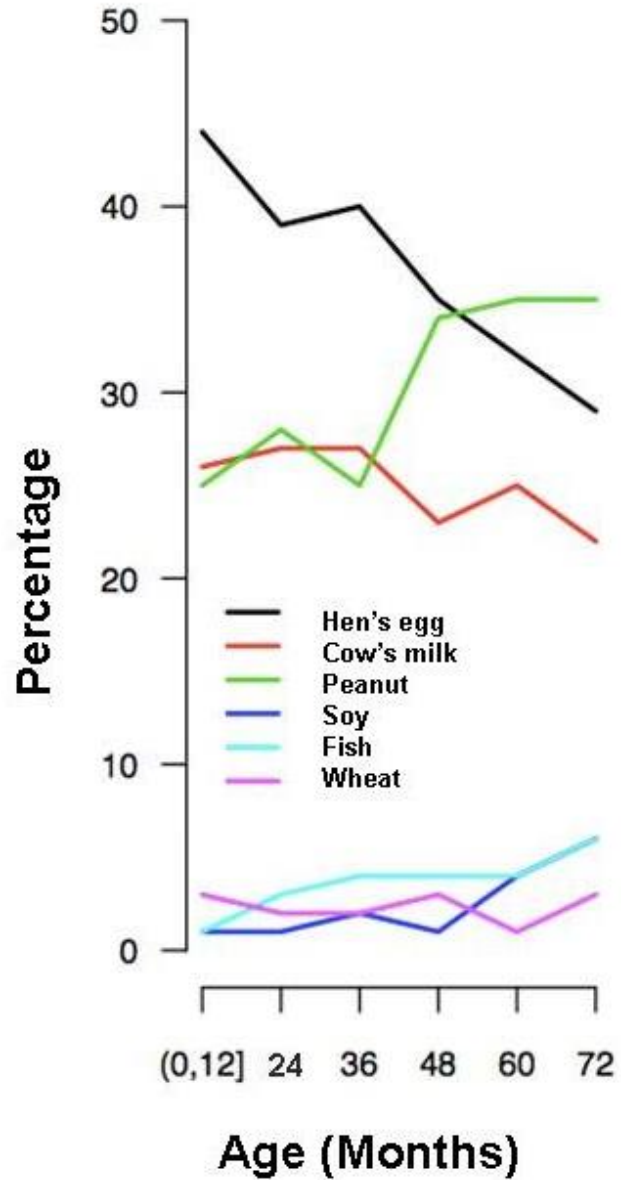 50
40
30
20
10
0
Percentage
Hen's egg
Cow's milk
Peanut
Soy
Fish
Wheat
(0,12] 24 36 48 60 72
Age (Months)